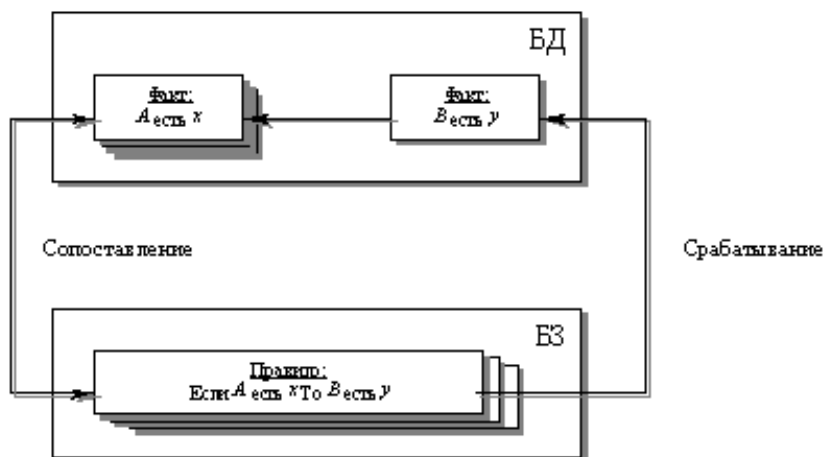 БД
Факт:
A есть x
Факт:
B есть y
Сопоставление
Срабатывание
БЗ
Правило:
Если A есть x То B есть y